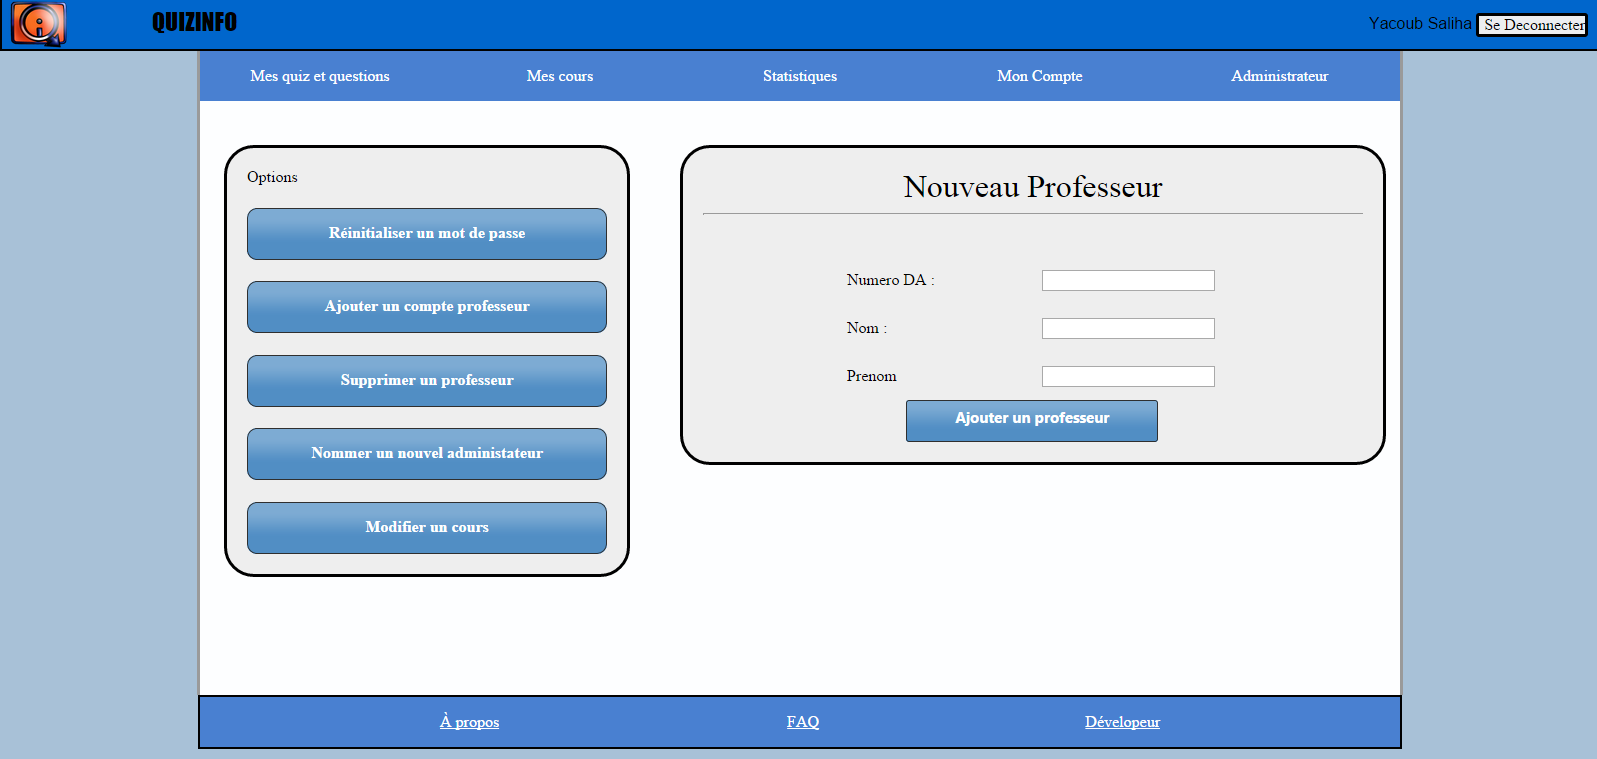 QUIZINFO
Yacoub Saliha Se Deconnecter
Mes quiz et questions Mes cours Statistiques Mon Compte Administrateur
Options
Réinitialiser un mot de passe
Ajouter un compte professeur
Supprimer un professeur
Nommer un nouvel administateur
Modifier un cours
Nouveau Professeur
Numero DA :
Nom :
Prenom
Ajouter un professeur
À propos FAQ Dévelopeur